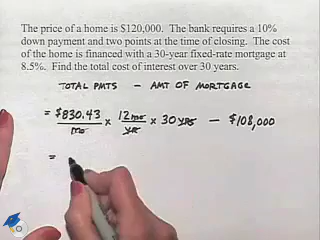 The price of a home is $120,000. The bank requires a 10%
down payment and two points at the time of closing. The cost
of the home is financed with a 30-year fixed-rate mortgage at
8.5%. Find the total cost of interest over 30 years.
TOTAL PMTS - AMT OF MORTGAGE
= $830.43/mo × 12 mo/yr × 30 yrs - $108,000
=